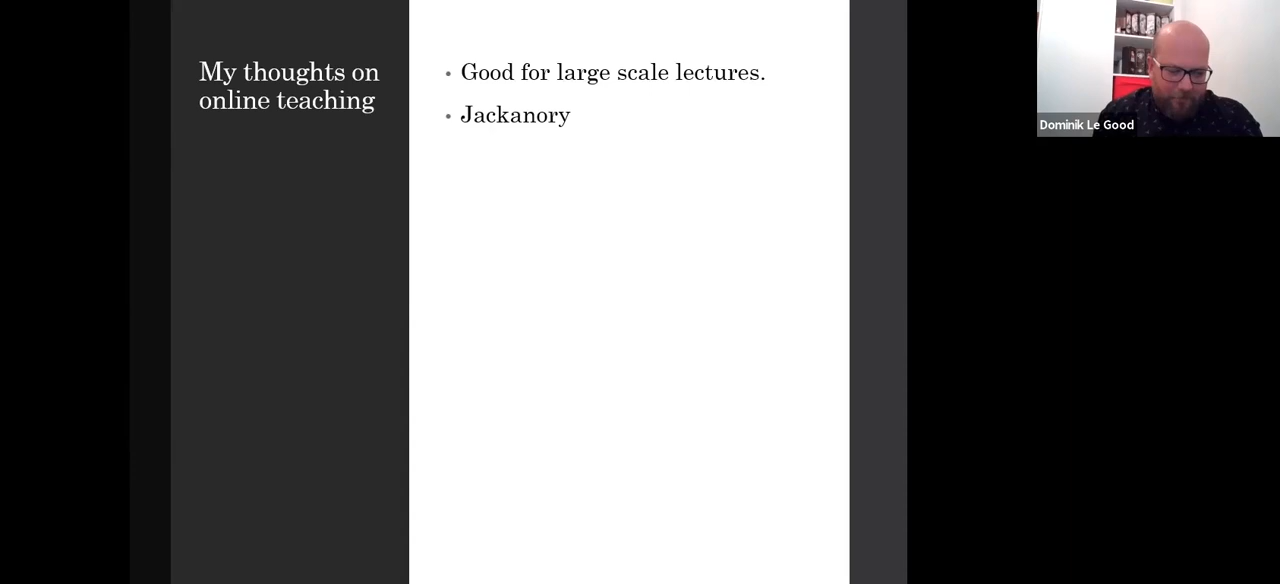 My thoughts on
online teaching
Good for large scale lectures.
Jackanory
Dominik Le Good